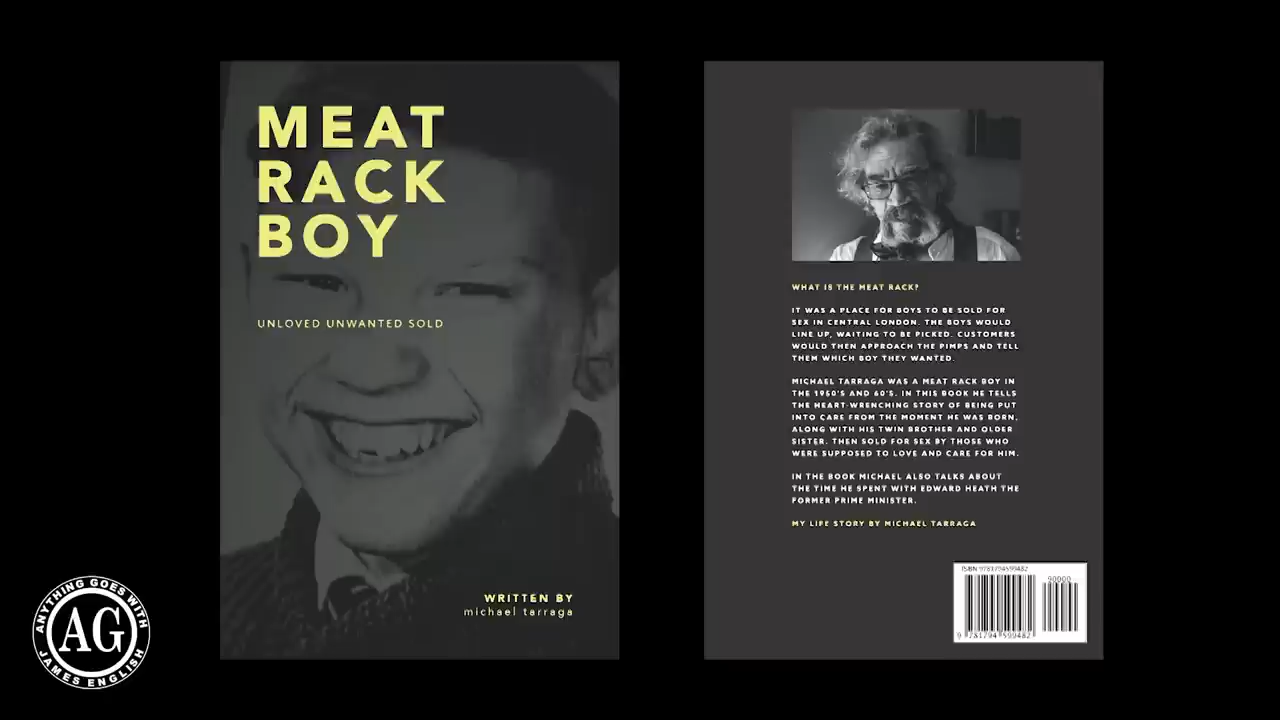 MEAT
RACK
BOY
UNLOVED UNWANTED SOLD
WRITTEN BY
michael tarraga
WHAT IS THE MEAT RACK?
IT WAS A PLACE FOR BOYS TO BE SOLD FOR
SEX IN CENTRAL LONDON. THE BOYS WOULD
LINE UP, WAITING TO BE PICKED. CUSTOMERS
WOULD THEN APPROACH THE PIMPS AND TELL
THEM WHICH BOY THEY WANTED.
MICHAEL TARRAGA WAS A MEAT RACK BOY IN
THE 1950'S AND 60'S. IN THIS BOOK HE TELLS
THE HEART-WRENCHING STORY OF BEING PUT
INTO CARE FROM THE MOMENT HE WAS BORN,
ALONG WITH HIS TWIN BROTHER AND OLDER
SISTER. THEN SOLD FOR SEX BY THOSE WHO
WERE SUPPOSED TO LOVE AND CARE FOR HIM.
IN THE BOOK MICHAEL ALSO TALKS ABOUT
THE TIME HE SPENT WITH EDWARD HEATH THE
FORMER PRIME MINISTER.
MY LIFE STORY BY MICHAEL TARRAGA
ISBN 9781794599482
90000
9 781794 599482
ANYTHING GOES WITH
AG
JAMES ENGLISH